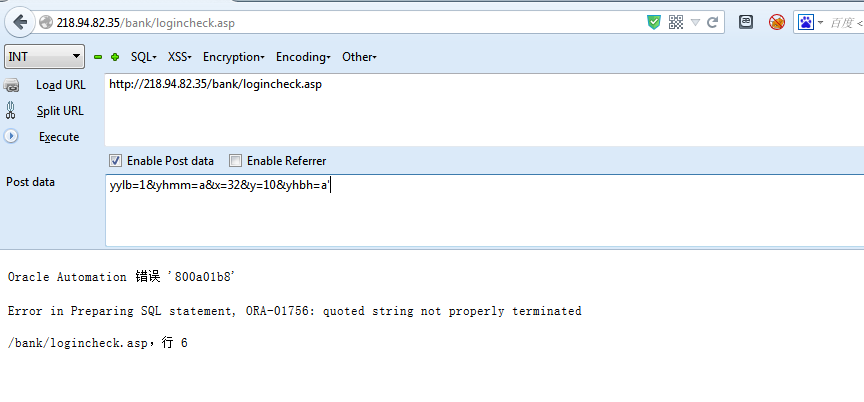 218.94.82.35/bank/logincheck.asp
百度 <
INT SQL- XSS- Encryption- Encoding- Other-
Load URL
http://218.94.82.35/bank/logincheck.asp
Split URL
Execute
Enable Post data Enable Referrer
Post data
yylb=1&yhmm=a&x=32&y=10&yhbh=a'
Oracle Automation 错误 '800a01b8'
Error in Preparing SQL statement, ORA-01756: quoted string not properly terminated
/bank/logincheck.asp，行 6